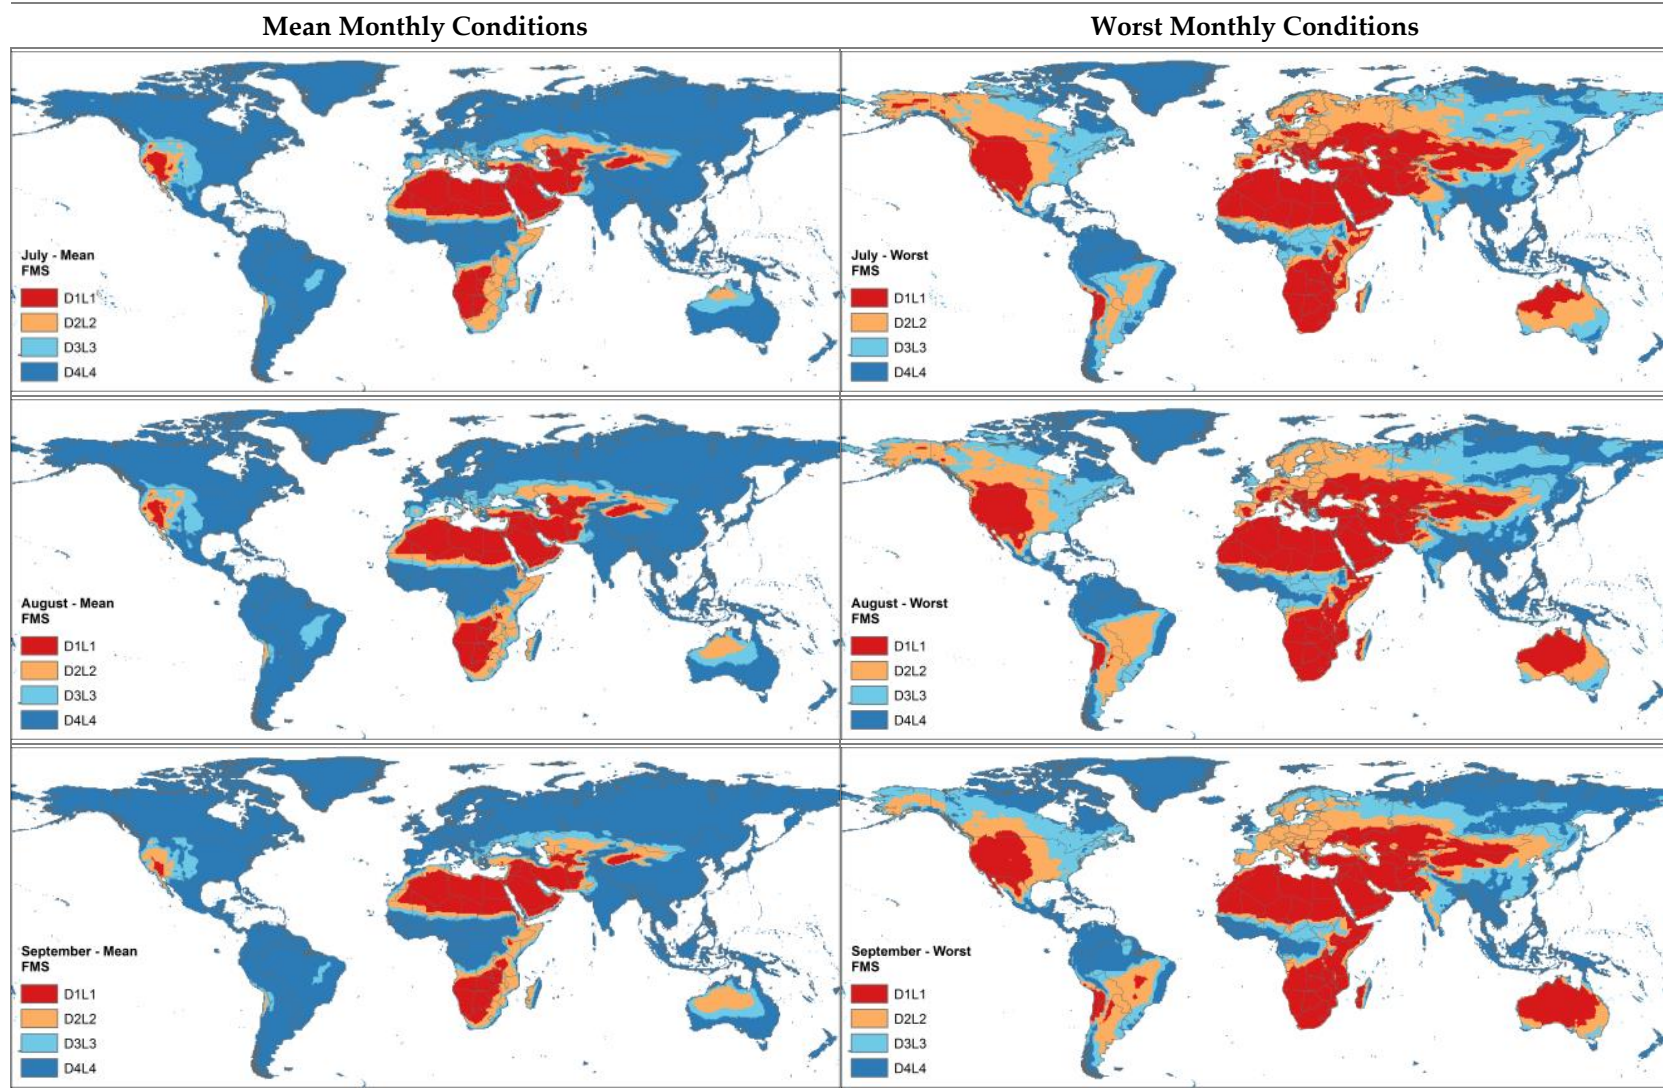 Mean Monthly Conditions
Worst Monthly Conditions
July - Mean
FMS
D1L1
D2L2
D3L3
D4L4
July - Worst
FMS
D1L1
D2L2
D3L3
D4L4
August - Mean
FMS
D1L1
D2L2
D3L3
D4L4
August - Worst
FMS
D1L1
D2L2
D3L3
D4L4
September - Mean
FMS
D1L1
D2L2
D3L3
D4L4
September - Worst
FMS
D1L1
D2L2
D3L3
D4L4